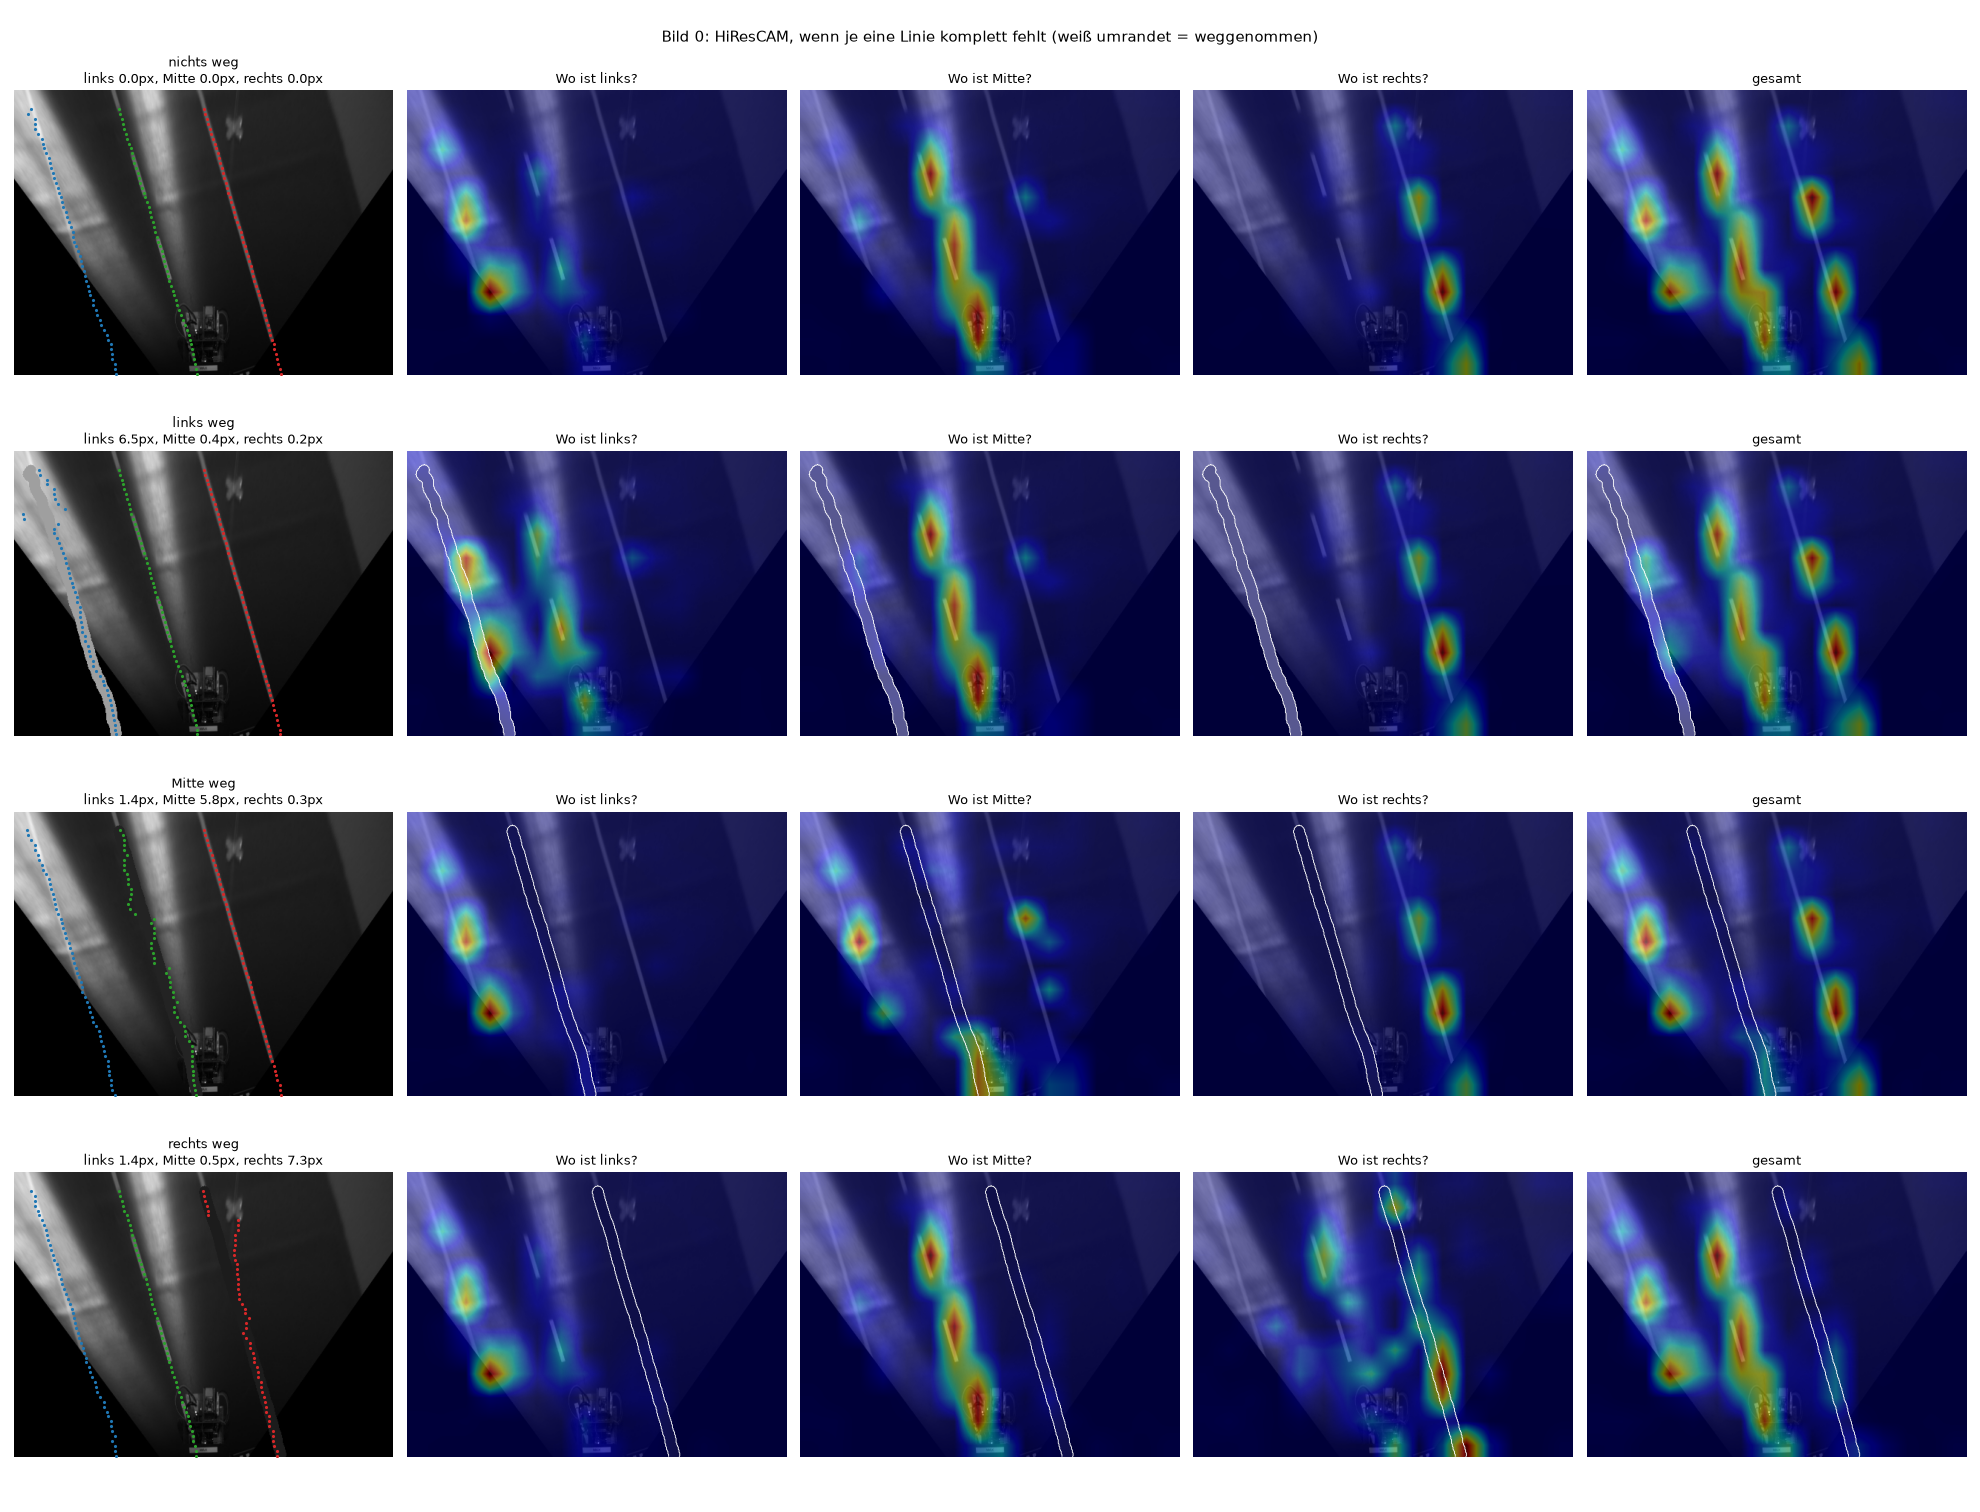 Bild 0: HiResCAM, wenn je eine Linie komplett fehlt (weiß umrandet = weggenommen)
nichts weg
links 0.0px, Mitte 0.0px, rechts 0.0px
Wo ist links?
Wo ist Mitte?
Wo ist rechts?
gesamt
links weg
links 6.5px, Mitte 0.4px, rechts 0.2px
Wo ist links?
Wo ist Mitte?
Wo ist rechts?
gesamt
Mitte weg
links 1.4px, Mitte 5.8px, rechts 0.3px
Wo ist links?
Wo ist Mitte?
Wo ist rechts?
gesamt
rechts weg
links 1.4px, Mitte 0.5px, rechts 7.3px
Wo ist links?
Wo ist Mitte?
Wo ist rechts?
gesamt